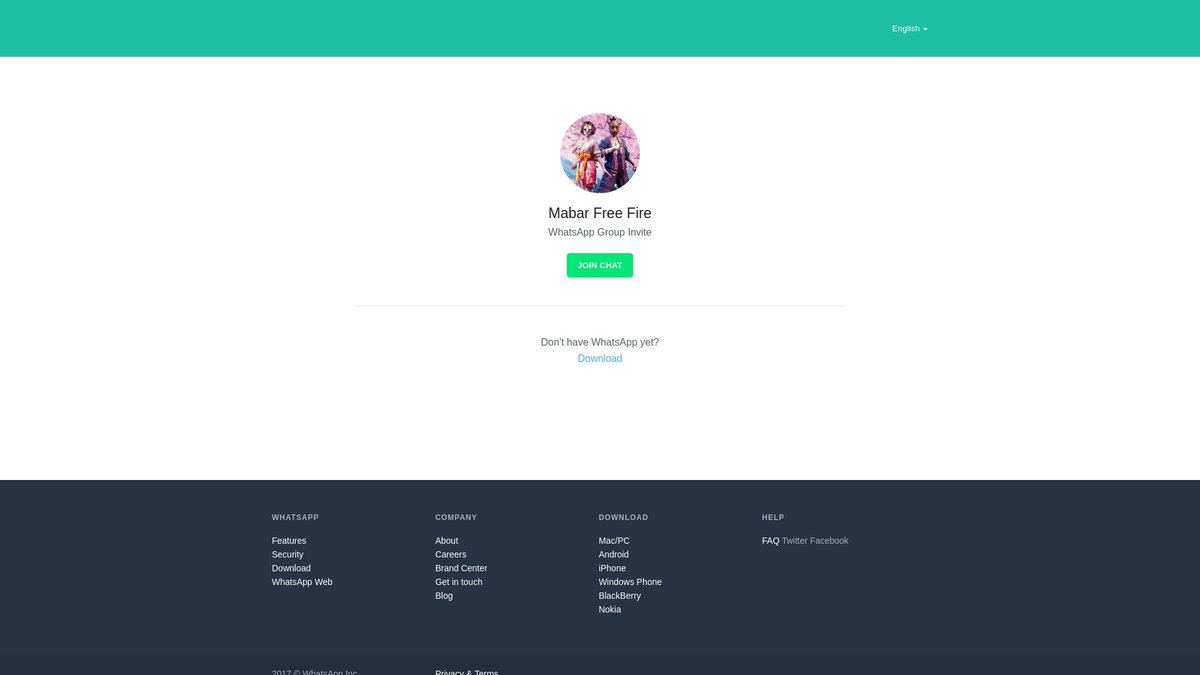 English
Mabar Free Fire
WhatsApp Group Invite
JOIN CHAT
Don't have WhatsApp yet?
Download
WHATSAPP
Features
Security
Download
WhatsApp Web
COMPANY
About
Careers
Brand Center
Get in touch
Blog
DOWNLOAD
Mac/PC
Android
iPhone
Windows Phone
BlackBerry
Nokia
HELP
FAQ Twitter Facebook
2017 © WhatsApp Inc.
Privacy & Terms